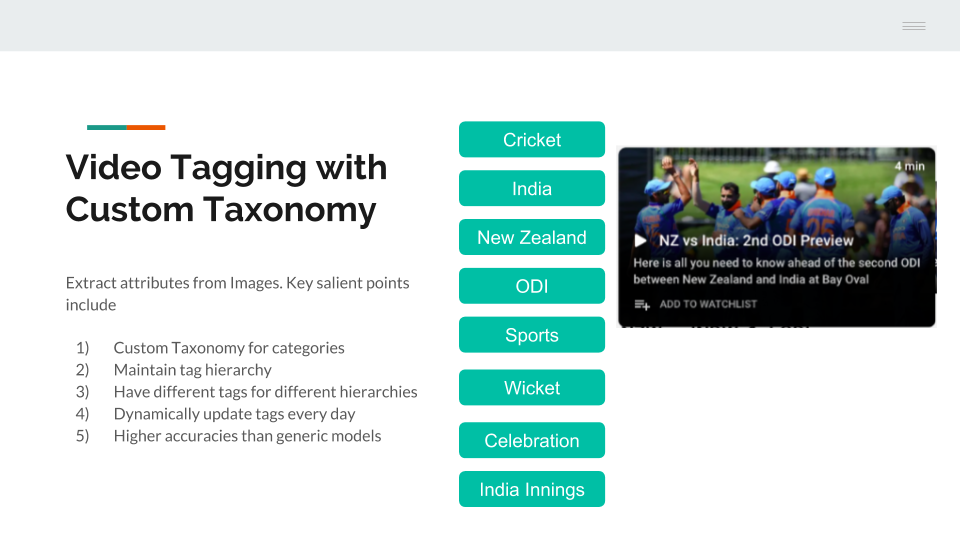 Video Tagging with
Custom Taxonomy
Extract attributes from Images. Key salient points
include
1) Custom Taxonomy for categories
2) Maintain tag hierarchy
3) Have different tags for different hierarchies
4) Dynamically update tags every day
5) Higher accuracies than generic models
Cricket
India
New Zealand
ODI
Sports
Wicket
Celebration
India Innings
4 min
NZ vs India: 2nd ODI Preview
Here is all you need to know ahead of the second ODI
between New Zealand and India at Bay Oval
ADD TO WATCHLIST